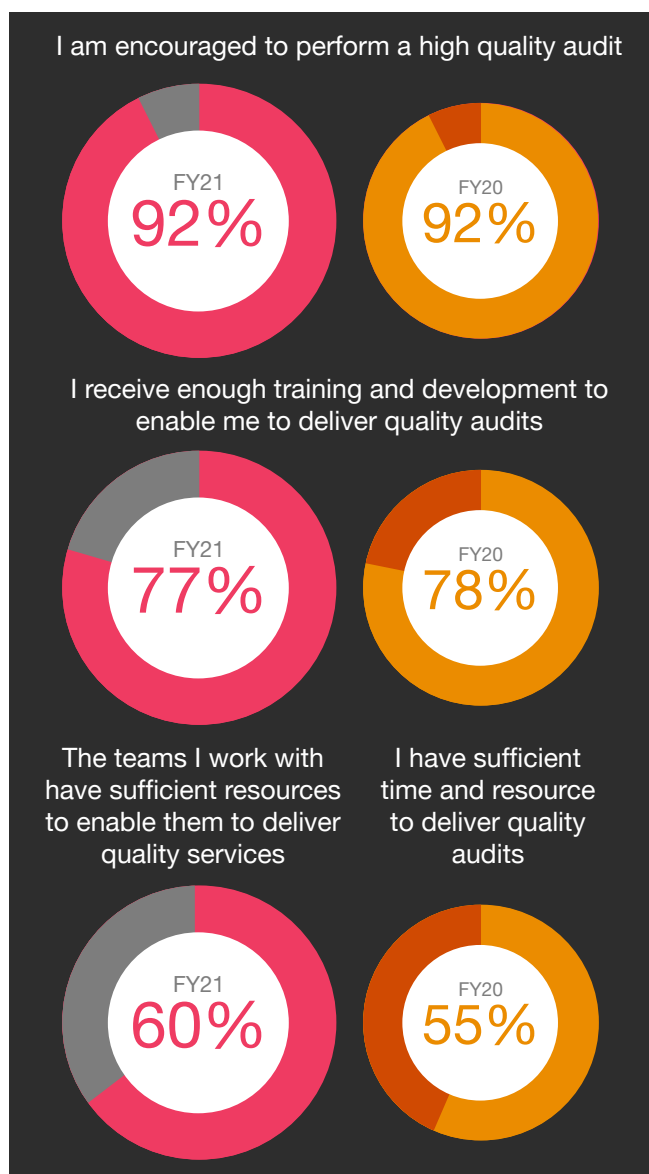 I am encouraged to perform a high quality audit
FY21
92%
FY20
92%
I receive enough training and development to
enable me to deliver quality audits
FY21
77%
FY20
78%
The teams I work with
have sufficient resources
to enable them to deliver
quality services
I have sufficient
time and resource
to deliver quality
audits
FY21
60%
FY20
55%